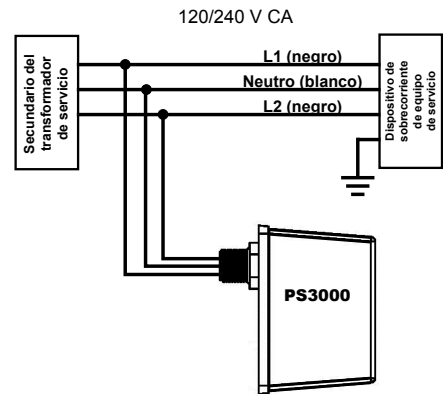 120/240 V CA
Secundario del
transformador
de servicio
L1 (negro)
Neutro (blanco)
L2 (negro)
Dispositivo de
sobrecorriente
de equipo
de servicio
PS3000